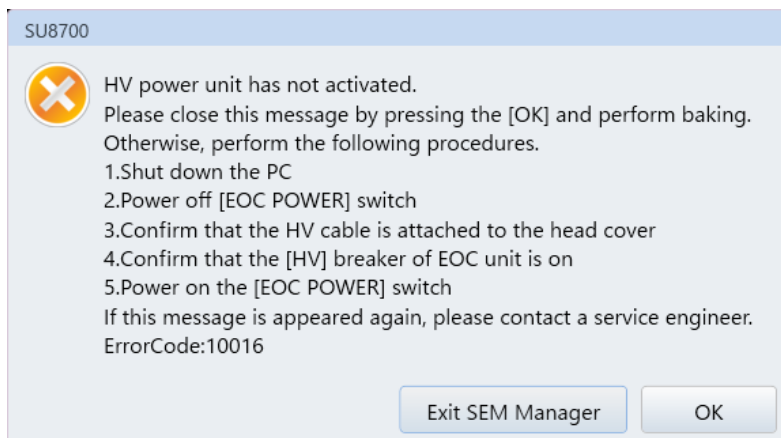 SU8700
HV power unit has not activated.
Please close this message by pressing the [OK] and perform baking.
Otherwise, perform the following procedures.
1.Shut down the PC
2.Power off [EOC POWER] switch
3.Confirm that the HV cable is attached to the head cover
4.Confirm that the [HV] breaker of EOC unit is on
5.Power on the [EOC POWER] switch
If this message is appeared again, please contact a service engineer.
ErrorCode:10016
Exit SEM Manager
OK